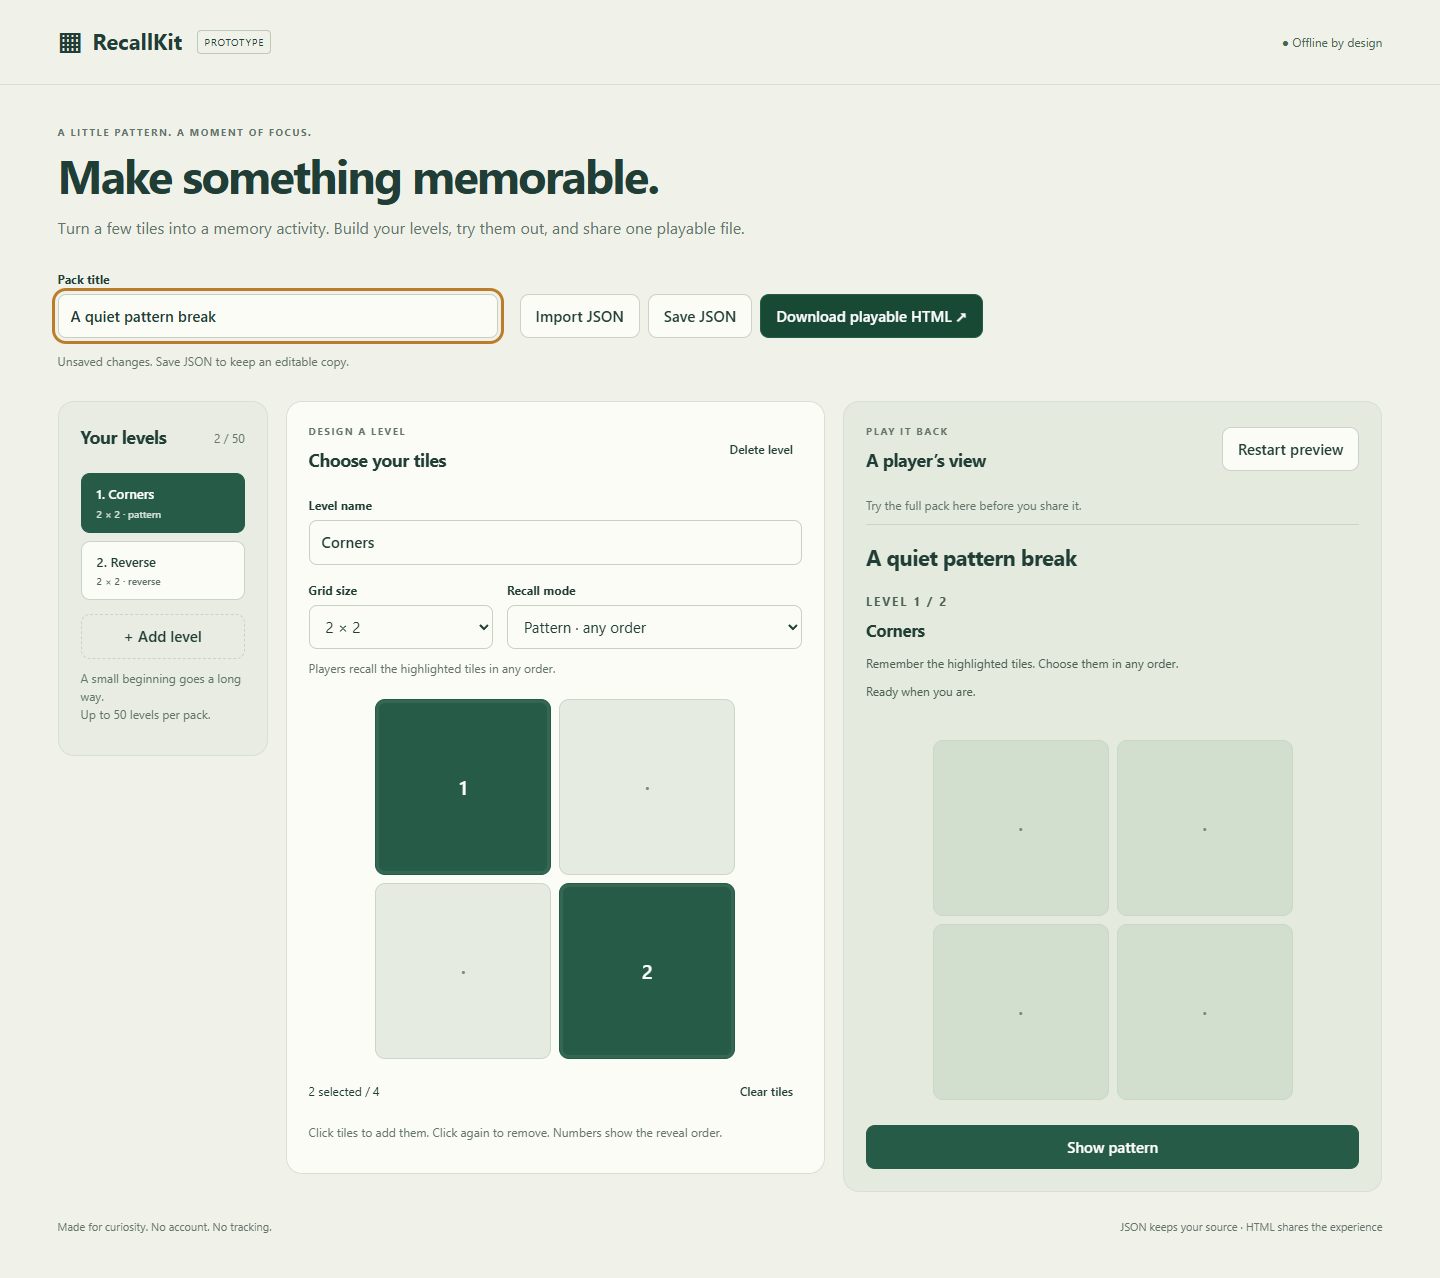 RecallKit PROTOTYPE
● Offline by design
A LITTLE PATTERN. A MOMENT OF FOCUS.
Make something memorable.
Turn a few tiles into a memory activity. Build your levels, try them out, and share one playable file.
Pack title
A quiet pattern break
Import JSON
Save JSON
Download playable HTML ↗
Unsaved changes. Save JSON to keep an editable copy.
Your levels
2 / 50
1. Corners
2 × 2 · pattern
2. Reverse
2 × 2 · reverse
+ Add level
A small beginning goes a long
way.
Up to 50 levels per pack.
DESIGN A LEVEL
Choose your tiles
Delete level
Level name
Corners
Grid size
Recall mode
2 × 2
Pattern · any order
Players recall the highlighted tiles in any order.
1
·
·
2
2 selected / 4
Clear tiles
Click tiles to add them. Click again to remove. Numbers show the reveal order.
PLAY IT BACK
A player’s view
Restart preview
Try the full pack here before you share it.
A quiet pattern break
LEVEL 1 / 2
Corners
Remember the highlighted tiles. Choose them in any order.
Ready when you are.
·
·
·
·
Show pattern
Made for curiosity. No account. No tracking.
JSON keeps your source · HTML shares the experience